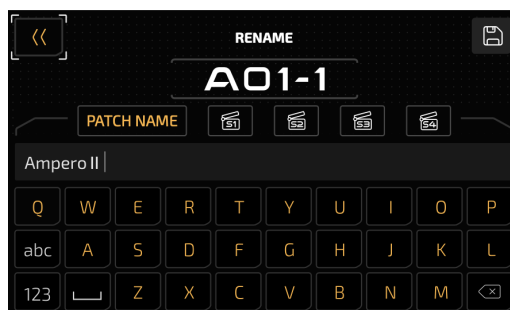 RENAME
A01-1
PATCH NAME S1 S2 S3 S4
Ampero II
Q W E R T Y U I O P
abc A S D F G H J K L
123 Z X C V B N M